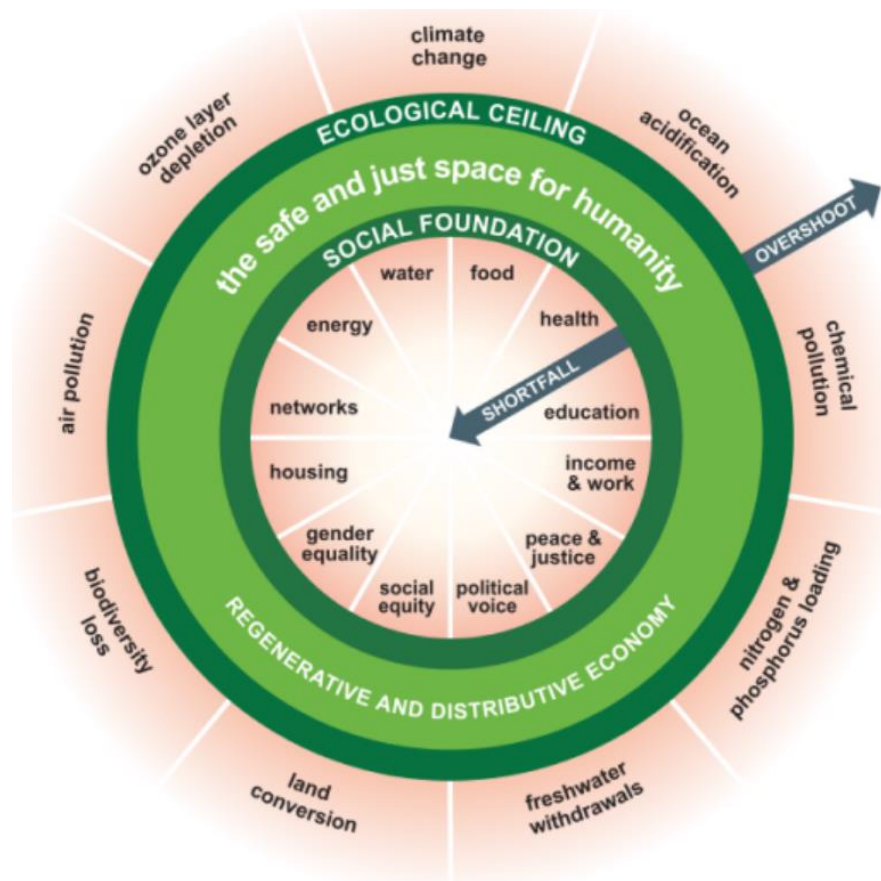 climate
change
ocean
acidification
OVERSHOOT
chemical
pollution
nitrogen &
phosphorus loading
freshwater
withdrawals
land
conversion
biodiversity
loss
air pollution
ozone layer
depletion
ECOLOGICAL CEILING
the safe and just space for humanity
SOCIAL FOUNDATION
water
food
health
SHORTFALL
education
income
& work
peace &
justice
political
voice
social
equity
gender
equality
housing
networks
energy
REGENERATIVE AND DISTRIBUTIVE ECONOMY